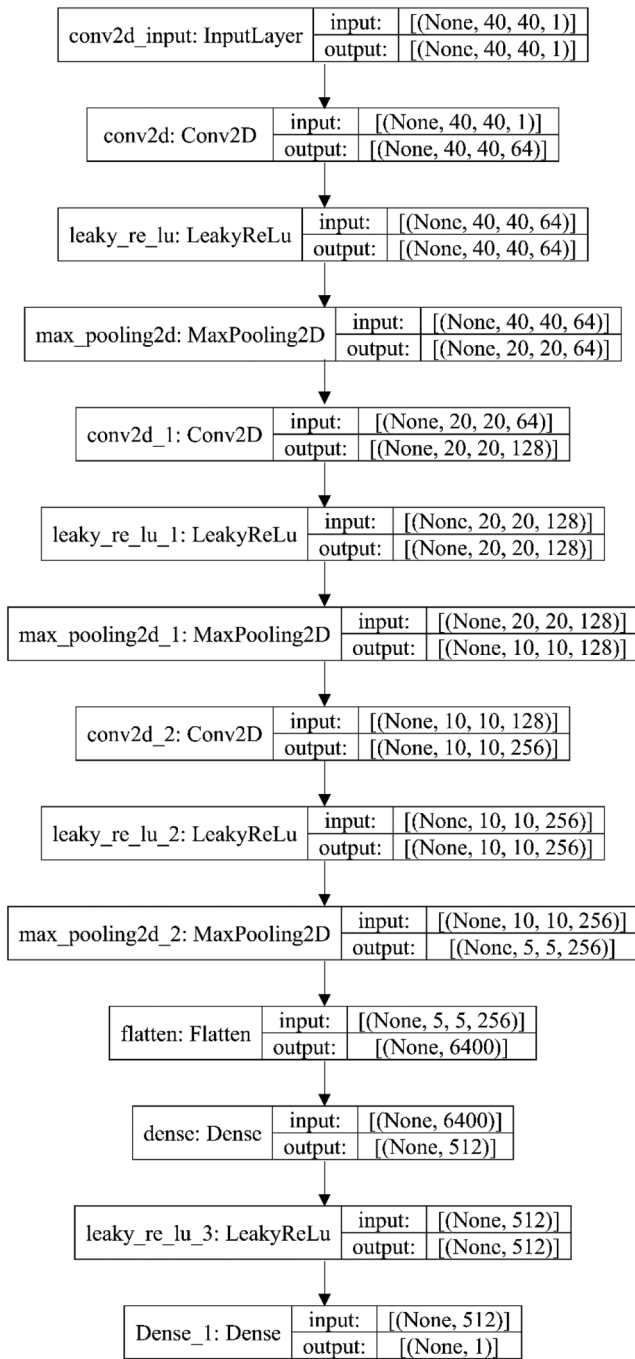 conv2d_input: InputLayer
input: [(None, 40, 40, 1)]
output: [(None, 40, 40, 1)]
conv2d: Conv2D
input: [(None, 40, 40, 1)]
output: [(None, 40, 40, 64)]
leaky_re_lu: LeakyReLu
input: [(None, 40, 40, 64)]
output: [(None, 40, 40, 64)]
max_pooling2d: MaxPooling2D
input: [(None, 40, 40, 64)]
output: [(None, 20, 20, 64)]
conv2d_1: Conv2D
input: [(None, 20, 20, 64)]
output: [(None, 20, 20, 128)]
leaky_re_lu_1: LeakyReLu
input: [(None, 20, 20, 128)]
output: [(None, 20, 20, 128)]
max_pooling2d_1: MaxPooling2D
input: [(None, 20, 20, 128)]
output: [(None, 10, 10, 128)]
conv2d_2: Conv2D
input: [(None, 10, 10, 128)]
output: [(None, 10, 10, 256)]
leaky_re_lu_2: LeakyReLu
input: [(None, 10, 10, 256)]
output: [(None, 10, 10, 256)]
max_pooling2d_2: MaxPooling2D
input: [(None, 10, 10, 256)]
output: [(None, 5, 5, 256)]
flatten: Flatten
input: [(None, 5, 5, 256)]
output: [(None, 6400)]
dense: Dense
input: [(None, 6400)]
output: [(None, 512)]
leaky_re_lu_3: LeakyReLu
input: [(None, 512)]
output: [(None, 512)]
Dense_1: Dense
input: [(None, 512)]
output: [(None, 1)]